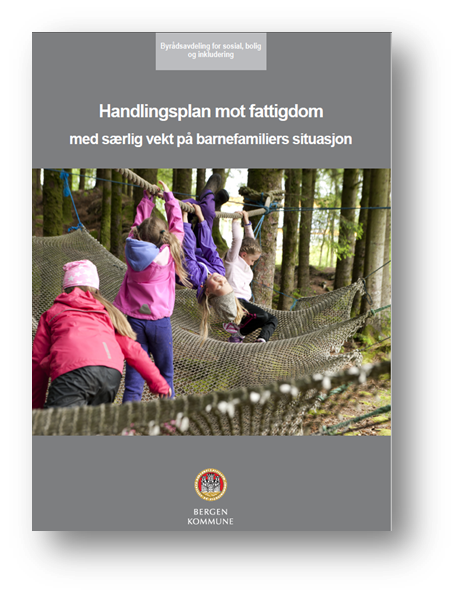 Byrådsavdeling for sosial, bolig
og inkludering
Handlingsplan mot fattigdom
med særlig vekt på barnefamiliers situasjon
BERGEN
KOMMUNE